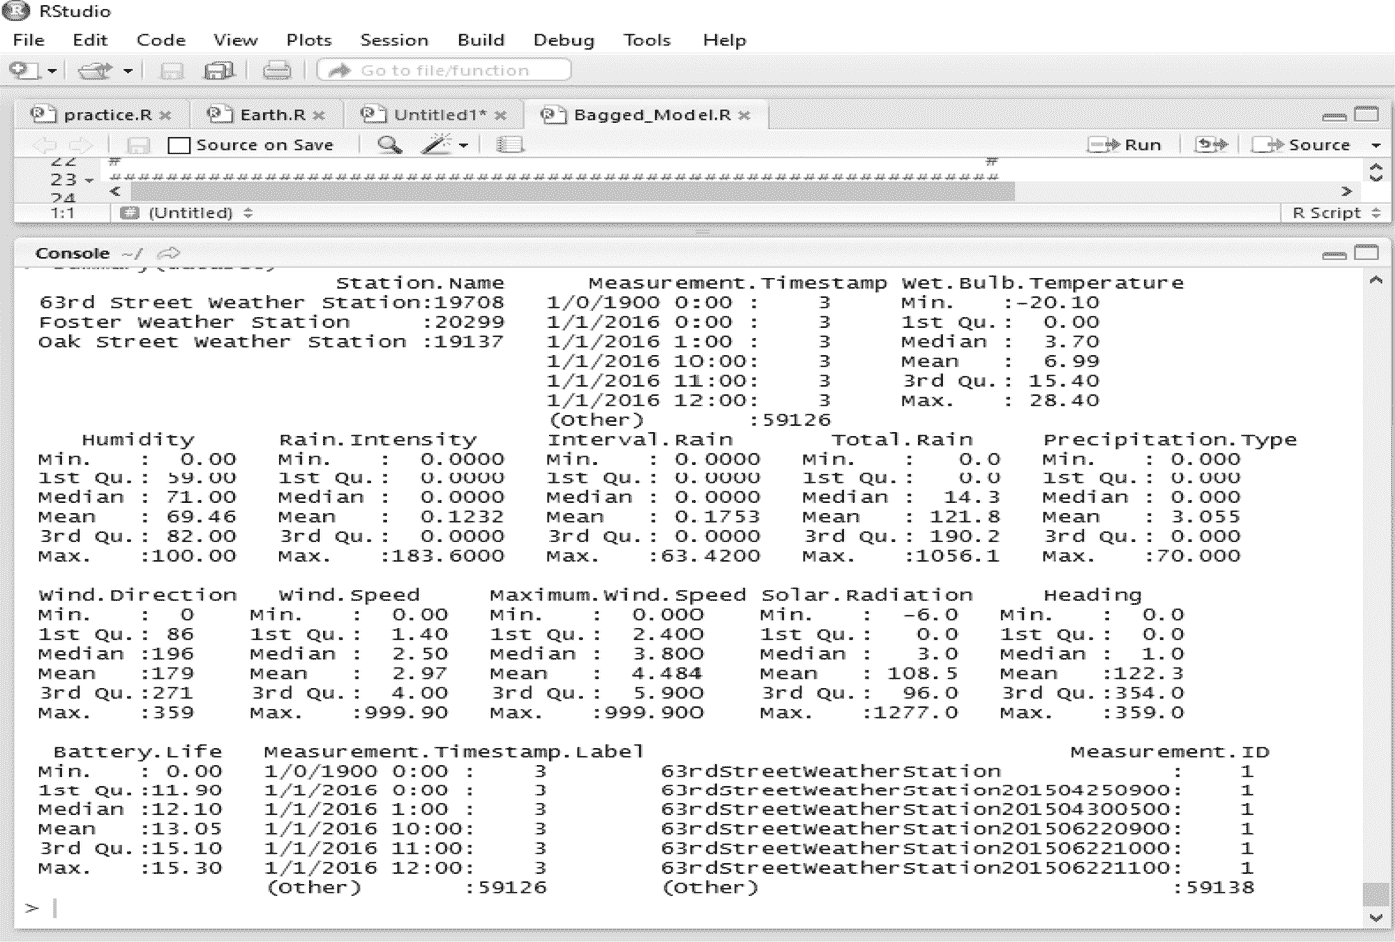 RStudio
File Edit Code View Plots Session Build Debug Tools Help
Go to file/function
practice.R Earth.R Untitled1* Bagged_Model.R
Source on Save Run Source
22 # #
23 ###############################################################
24
1:1 (Untitled) R Script
Console ~/
Station.Name Measurement.Timestamp Wet.Bulb.Temperature
63rd Street Weather Station:19708 1/0/1900 0:00 : 3 Min. :-20.10
Foster Weather Station :20299 1/1/2016 0:00 : 3 1st Qu.: 0.00
Oak Street Weather Station :19137 1/1/2016 1:00 : 3 Median : 3.70
1/1/2016 10:00: 3 Mean : 6.99
1/1/2016 11:00: 3 3rd Qu.: 15.40
1/1/2016 12:00: 3 Max. : 28.40
(Other) :59126
Humidity Rain.Intensity Interval.Rain Total.Rain Precipitation.Type
Min. : 0.00 Min. : 0.0000 Min. : 0.0000 Min. : 0.0 Min. : 0.000
1st Qu.: 59.00 1st Qu.: 0.0000 1st Qu.: 0.0000 1st Qu.: 0.0 1st Qu.: 0.000
Median : 71.00 Median : 0.0000 Median : 0.0000 Median : 14.3 Median : 0.000
Mean : 69.46 Mean : 0.1232 Mean : 0.1753 Mean : 121.8 Mean : 3.055
3rd Qu.: 82.00 3rd Qu.: 0.0000 3rd Qu.: 0.0000 3rd Qu.: 190.2 3rd Qu.: 0.000
Max. :100.00 Max. :183.6000 Max. :63.4200 Max. :1056.1 Max. :70.000
Wind.Direction Wind.Speed Maximum.Wind.Speed Solar.Radiation Heading
Min. : 0 Min. : 0.00 Min. : 0.000 Min. : -6.0 Min. : 0.0
1st Qu.: 86 1st Qu.: 1.40 1st Qu.: 2.400 1st Qu.: 0.0 1st Qu.: 0.0
Median :196 Median : 2.50 Median : 3.800 Median : 3.0 Median : 1.0
Mean :179 Mean : 2.97 Mean : 4.484 Mean : 108.5 Mean :122.3
3rd Qu.:271 3rd Qu.: 4.00 3rd Qu.: 5.900 3rd Qu.: 96.0 3rd Qu.:354.0
Max. :359 Max. :999.90 Max. :999.900 Max. :1277.0 Max. :359.0
Battery.Life Measurement.Timestamp.Label Measurement.ID
Min. : 0.00 1/0/1900 0:00 : 3 63rdStreetWeatherStation : 1
1st Qu.:11.90 1/1/2016 0:00 : 3 63rdStreetWeatherStation201504250900: 1
Median :12.10 1/1/2016 1:00 : 3 63rdStreetWeatherStation201504300500: 1
Mean :13.05 1/1/2016 10:00: 3 63rdStreetWeatherStation201506220900: 1
3rd Qu.:15.10 1/1/2016 11:00: 3 63rdStreetWeatherStation201506221000: 1
Max. :15.30 1/1/2016 12:00: 3 63rdStreetWeatherStation201506221100: 1
(Other) :59126 (Other) :59138
>